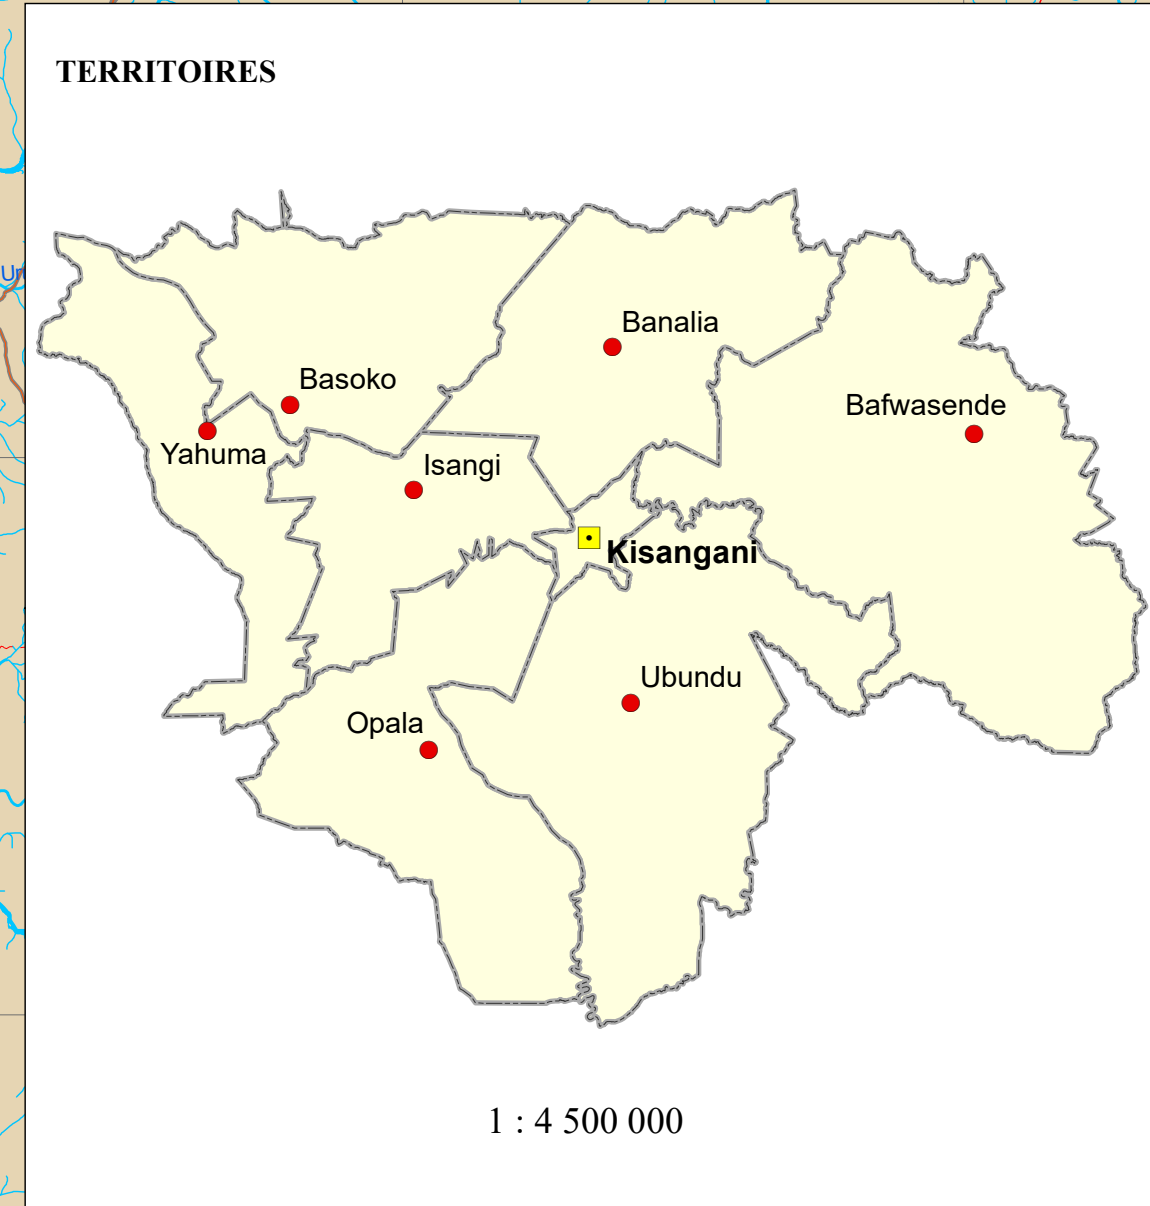 TERRITOIRES
Banalia
Basoko
Bafwasende
Yahuma
Isangi
Kisangani
Ubundu
Opala
1 : 4 500 000